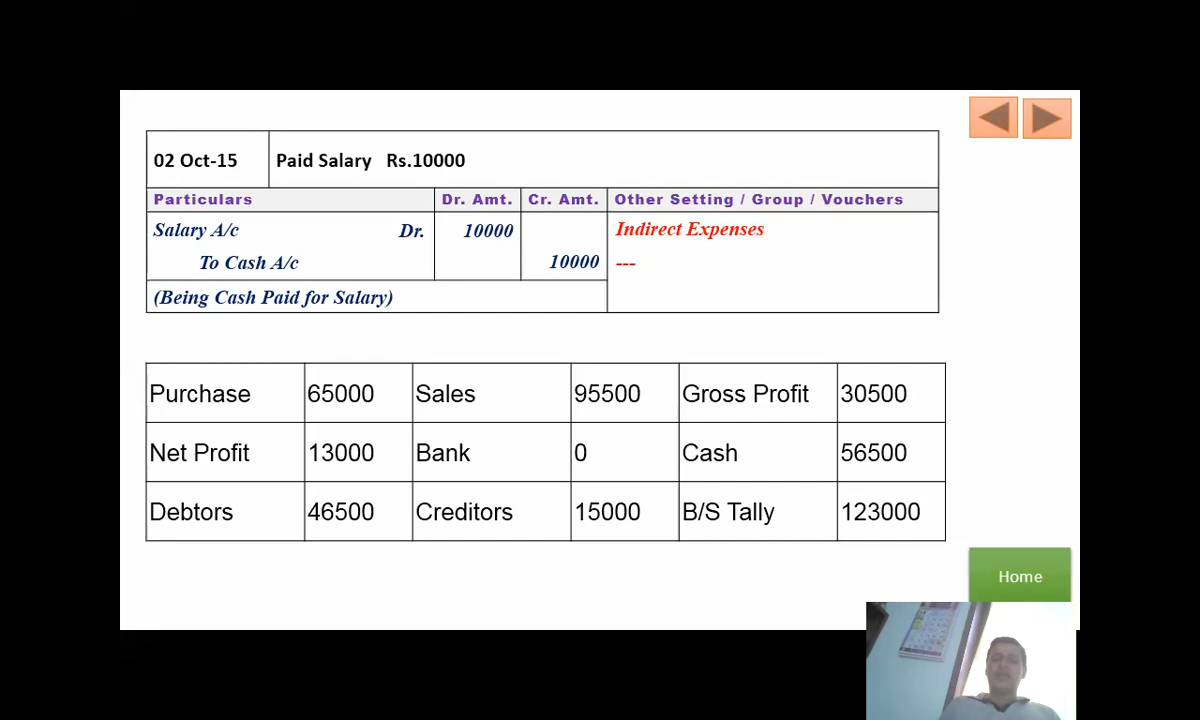 02 Oct-15 Paid Salary Rs.10000
Particulars Dr. Amt. Cr. Amt. Other Setting / Group / Vouchers
Salary A/c Dr. 10000 Indirect Expenses
To Cash A/c 10000 ---
(Being Cash Paid for Salary)
Purchase 65000 Sales 95500 Gross Profit 30500
Net Profit 13000 Bank 0 Cash 56500
Debtors 46500 Creditors 15000 B/S Tally 123000
Home